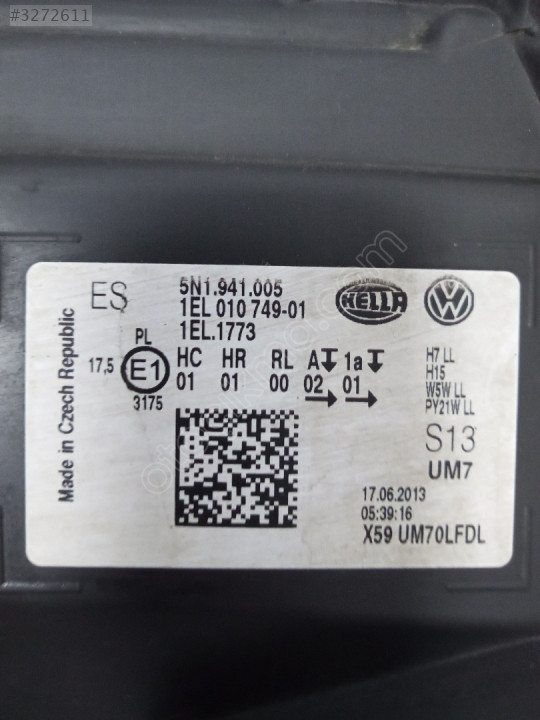 #3272611
ES
5N1.941.005
1EL 010 749-01
1EL.1773
HELLA
VW
Made in Czech Republic
17,5
PL
E1
3175
HC HR RL A 1a
01 01 00 02 01
H7 LL
H15
W5W LL
PY21W LL
S13
UM7
17.06.2013
05:39:16
X59 UM70LFDL